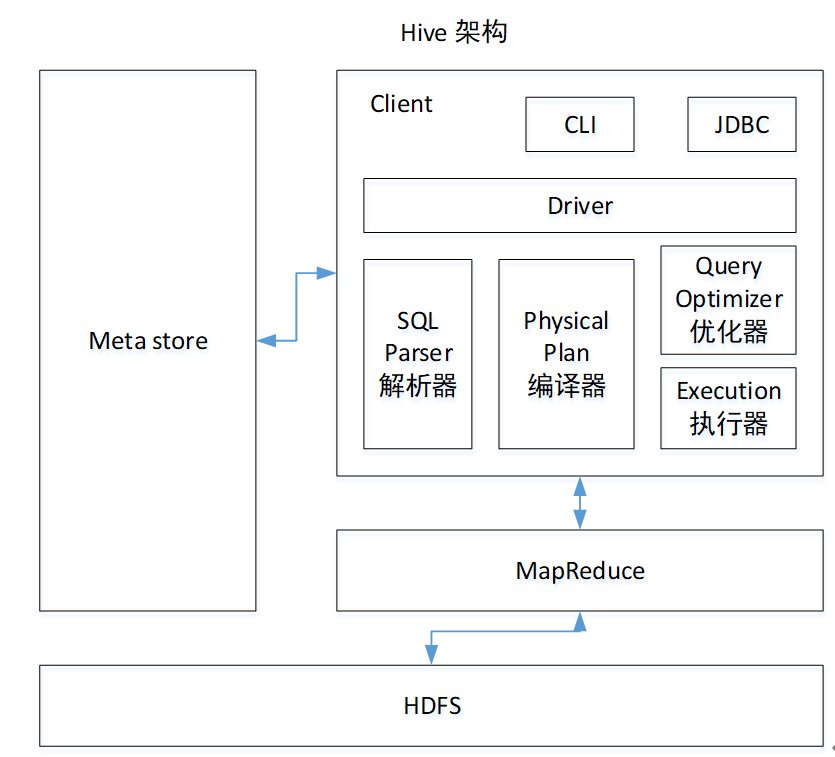 Hive 架构
Client
CLI
JDBC
Driver
Meta store
SQL
Parser
解析器
Physical
Plan
编译器
Query
Optimizer
优化器
Execution
执行器
MapReduce
HDFS